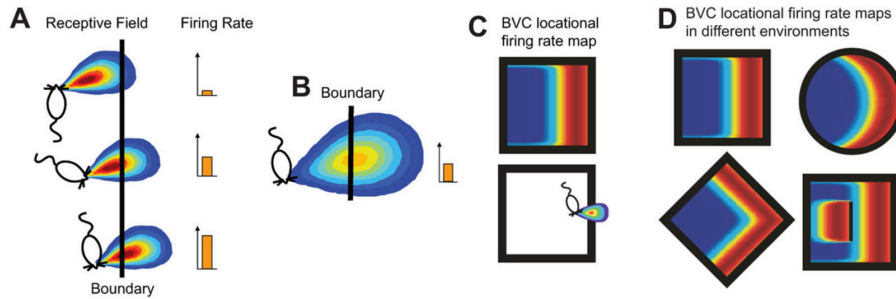 A
Receptive Field
Firing Rate
Boundary
B
Boundary
C
BVC locational
firing rate map
D
BVC locational firing rate maps
in different environments